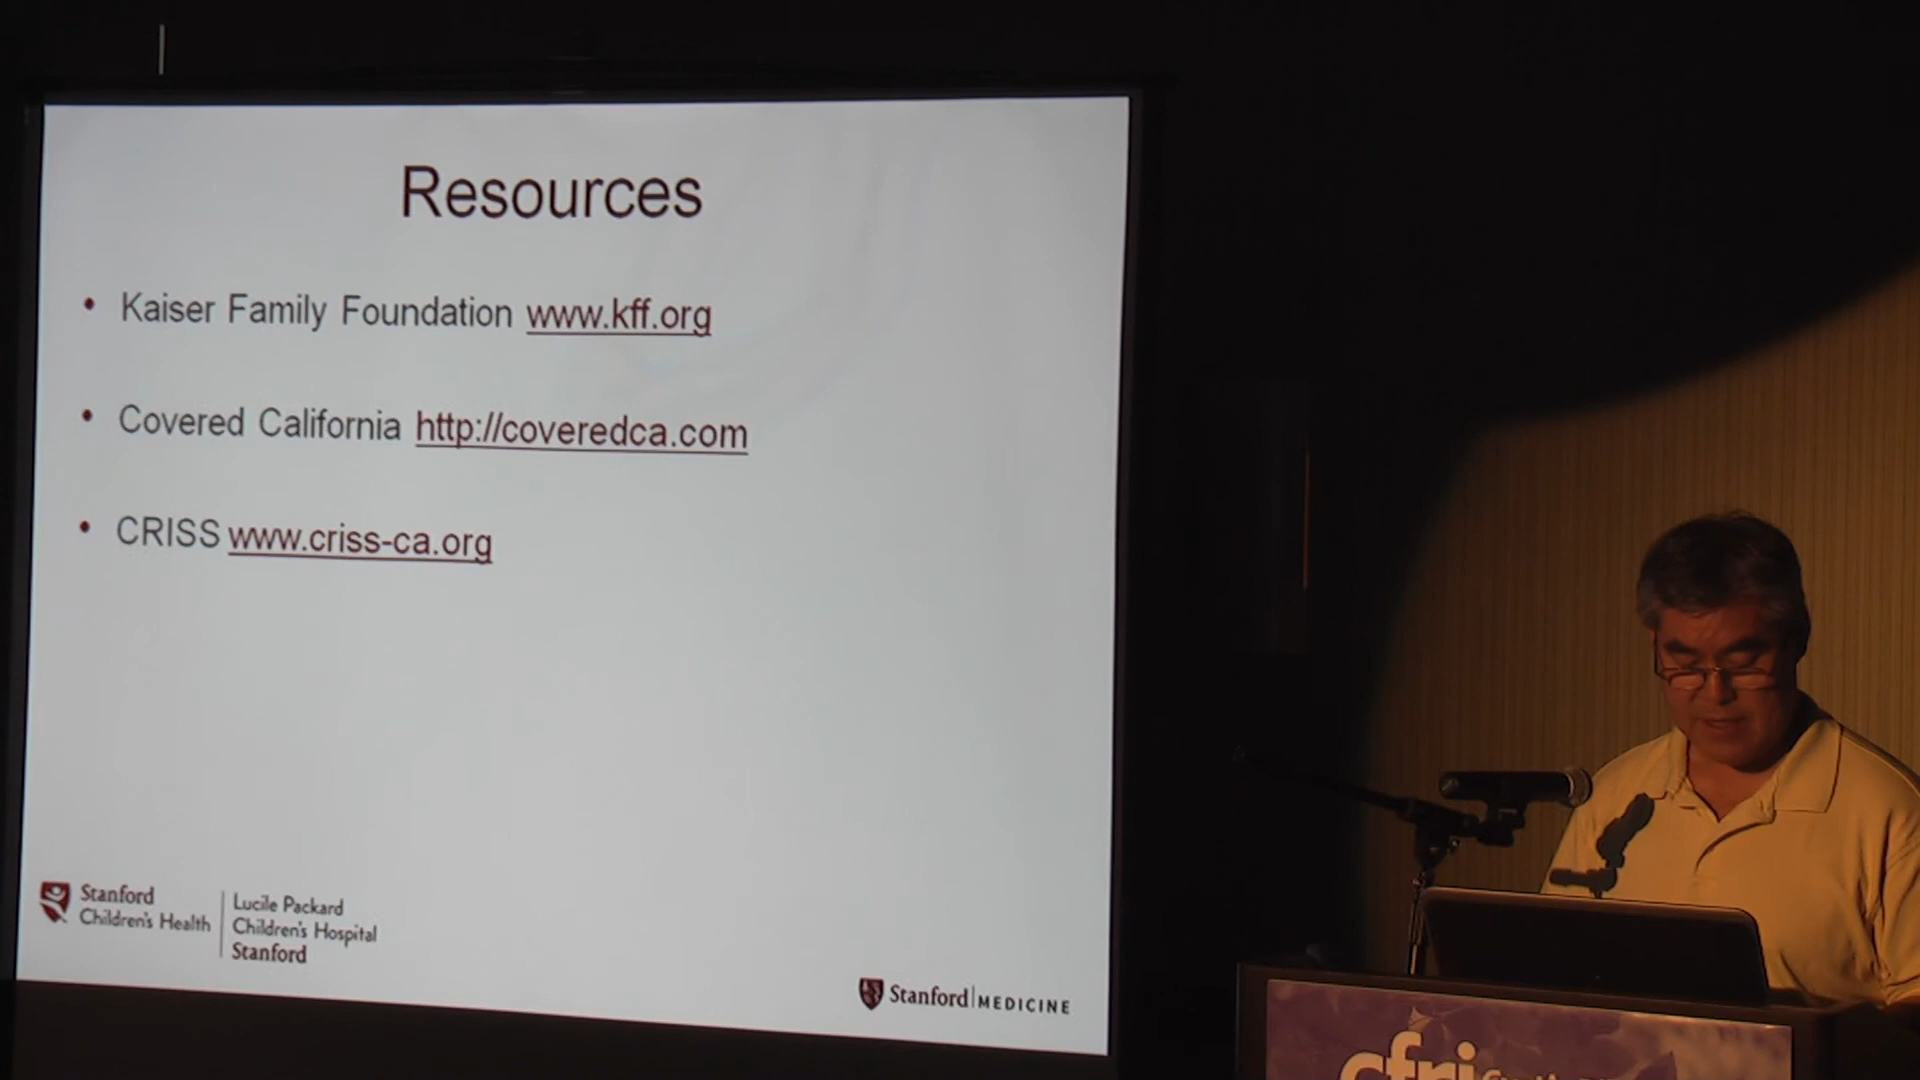 Resources
• Kaiser Family Foundation www.kff.org
• Covered California http://coveredca.com
• CRISS www.criss-ca.org
Stanford
Children's Health
Lucile Packard
Children's Hospital
Stanford
Stanford MEDICINE
cfri